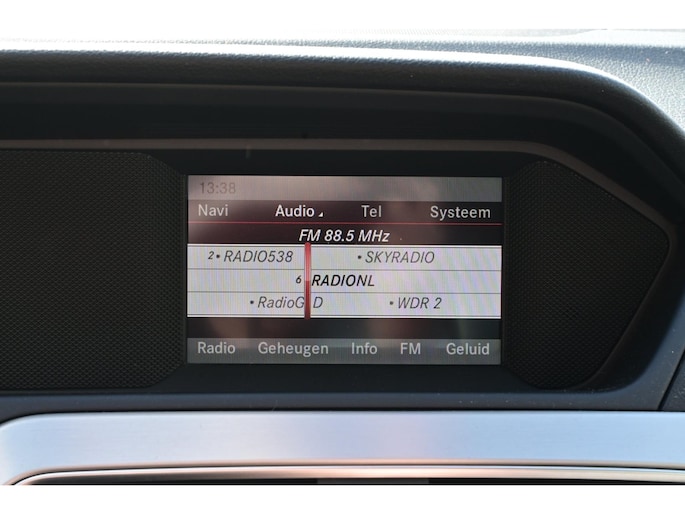 13:38
Navi Audio Tel Systeem
FM 88.5 MHz
2 • RADIO538 • SKYRADIO
6 RADIONL
• RadioG D • WDR 2
Radio Geheugen Info FM Geluid